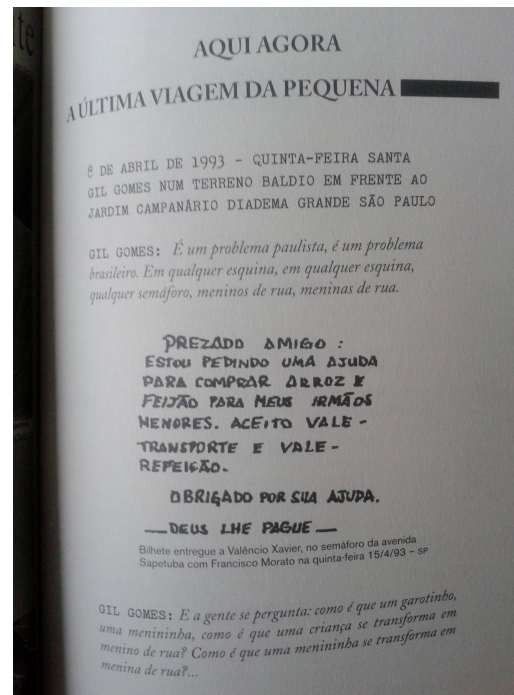 AQUI AGORA
A ÚLTIMA VIAGEM DA PEQUENA
8 DE ABRIL DE 1993 – QUINTA-FEIRA SANTA
GIL GOMES NUM TERRENO BALDIO EM FRENTE AO
JARDIM CAMPANÁRIO DIADEMA GRANDE SÃO PAULO
GIL GOMES: É um problema paulista, é um problema
brasileiro. Em qualquer esquina, em qualquer esquina,
qualquer semáforo, meninos de rua, meninas de rua.
PREZADO AMIGO :
ESTOU PEDINDO UMA AJUDA
PARA COMPRAR ARROZ E
FEIJÃO PARA MEUS IRMÃOS
MENORES. ACEITO VALE -
TRANSPORTE E VALE -
REFEIÇÃO.
OBRIGADO POR SUA AJUDA.
— DEUS LHE PAGUE —
Bilhete entregue a Valêncio Xavier, no semáforo da avenida
Sapetuba com Francisco Morato na quinta-feira 15/4/93 – SP
GIL GOMES: E a gente se pergunta: como é que um garotinho,
uma menininha, como é que uma criança se transforma em
menino de rua? Como é que uma menininha se transforma em
menina de rua?...